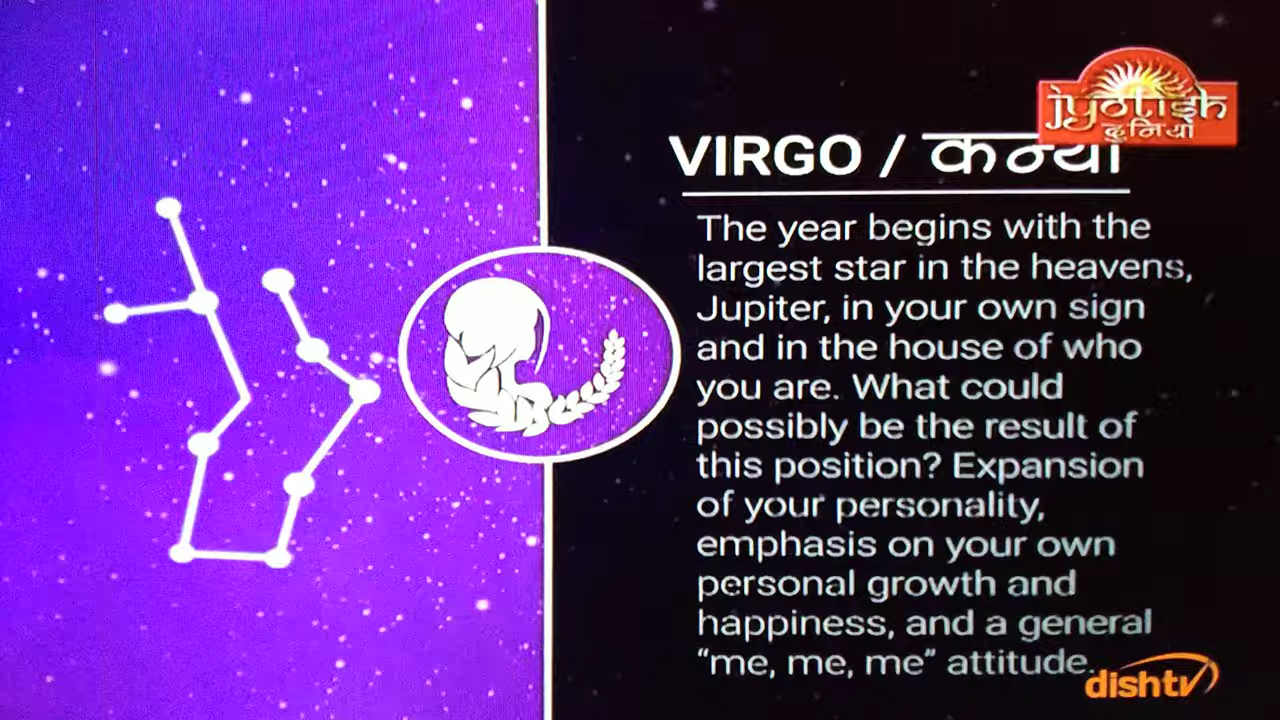 Jyotish
दुनिया
VIRGO / कन्या
The year begins with the
largest star in the heavens,
Jupiter, in your own sign
and in the house of who
you are. What could
possibly be the result of
this position? Expansion
of your personality,
emphasis on your own
personal growth and
happiness, and a general
“me, me, me” attitude.
dishtv